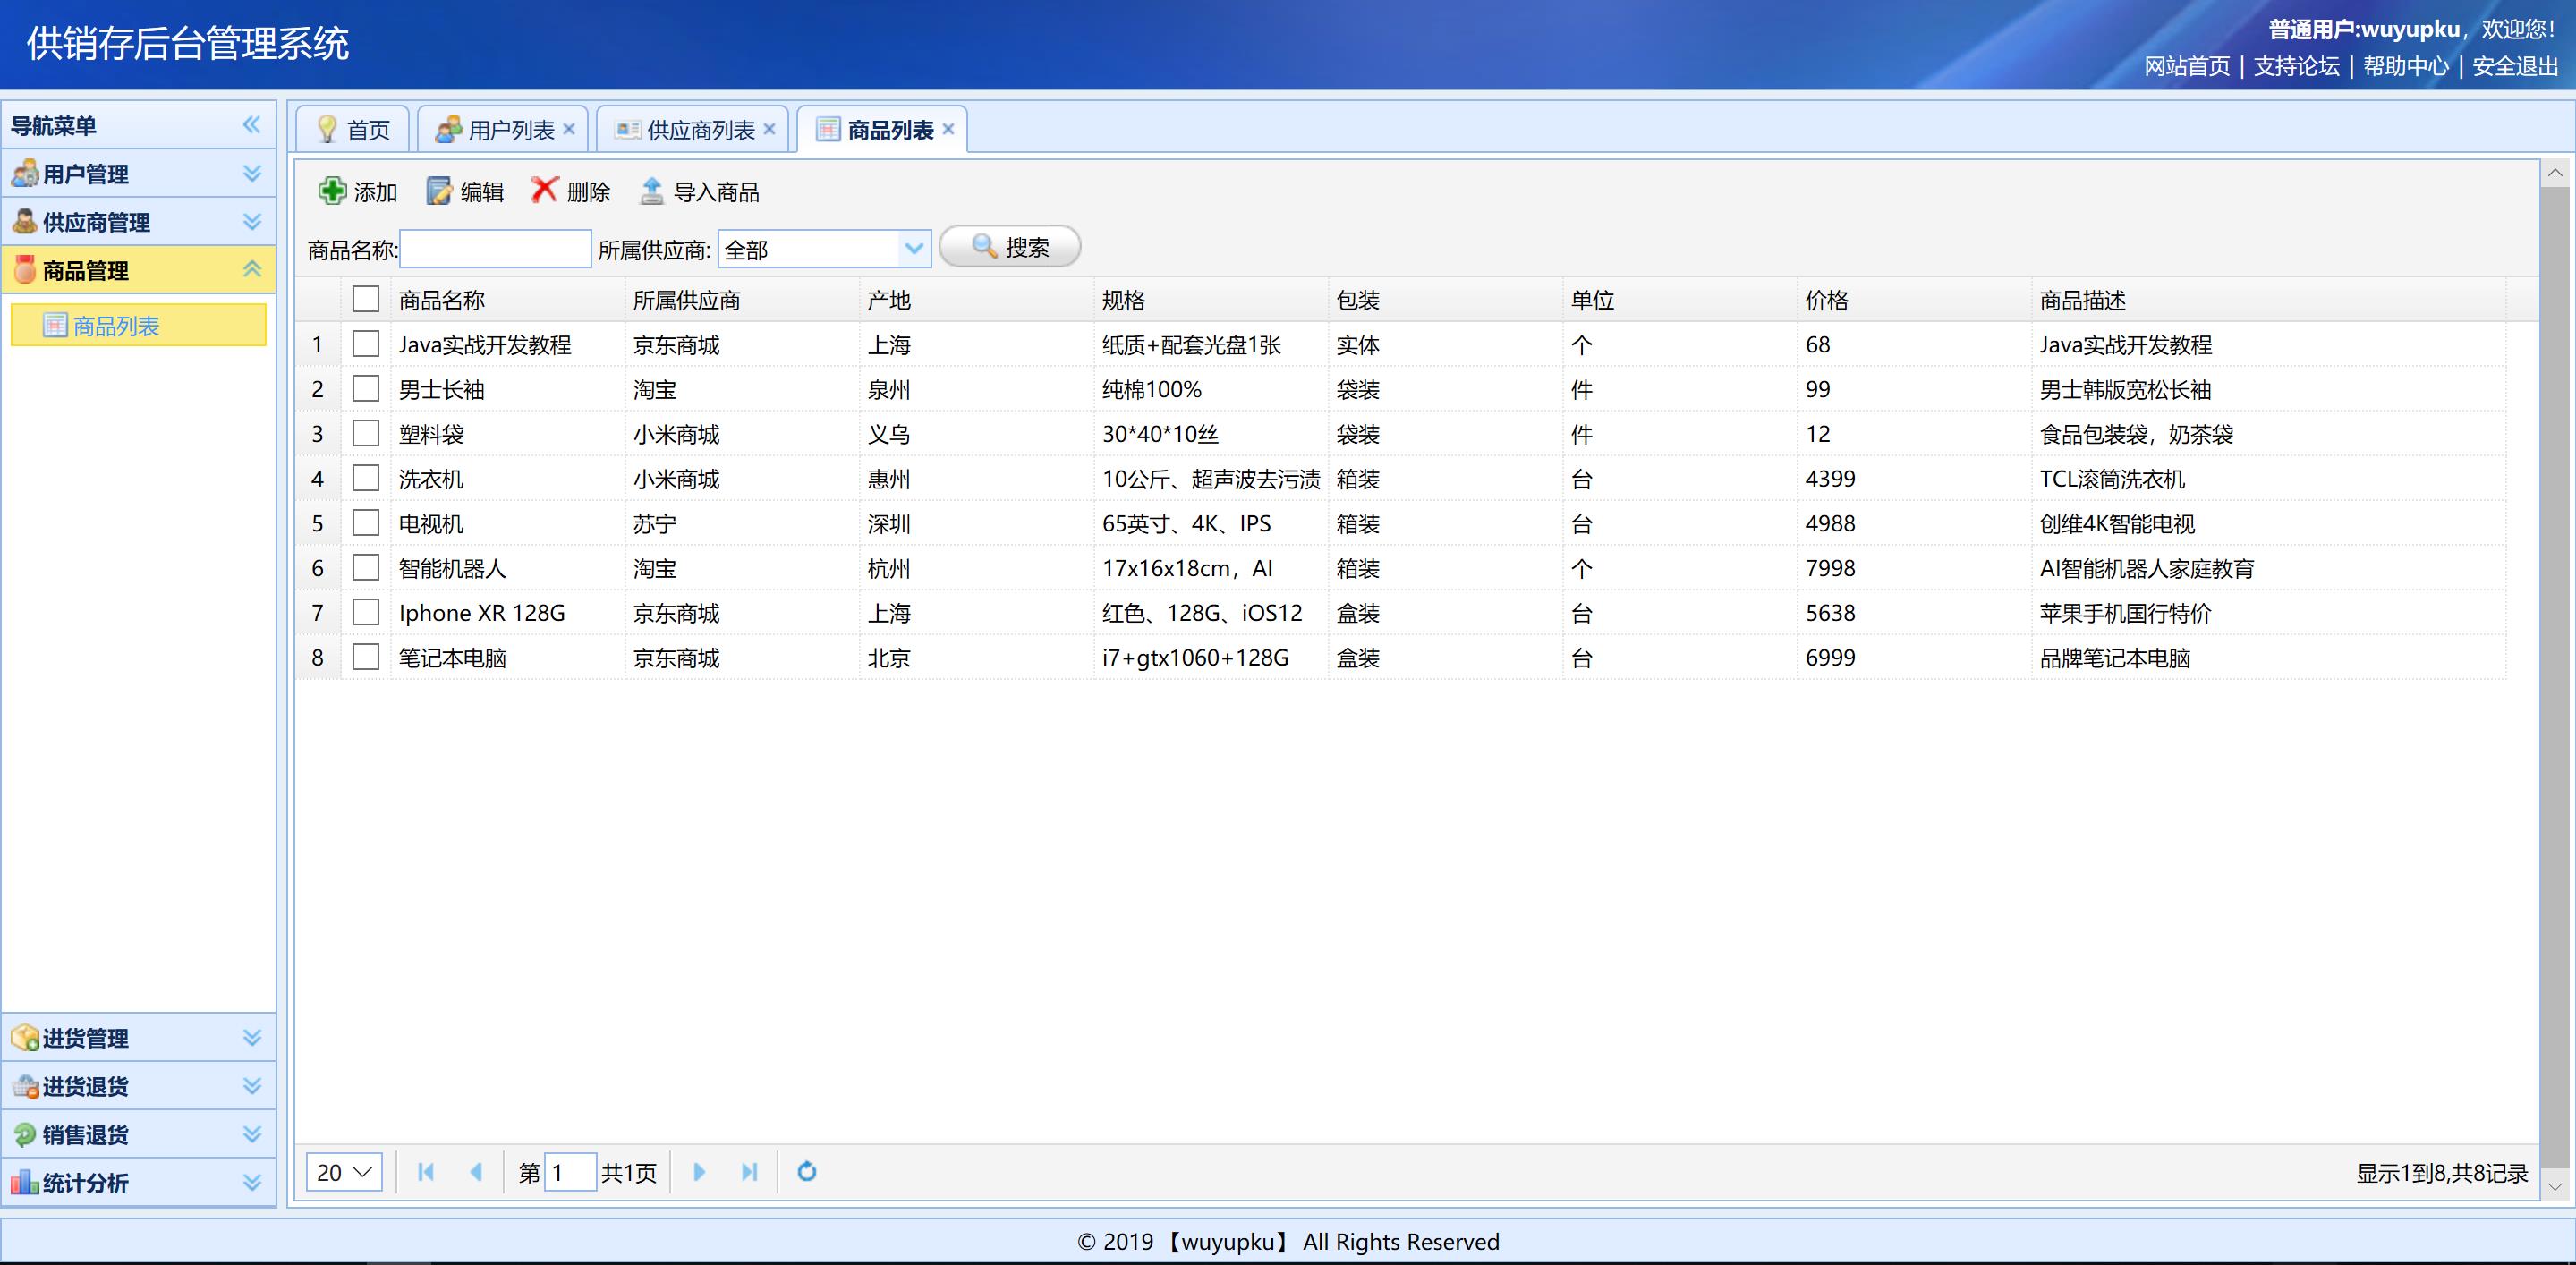 供销存后台管理系统
普通用户:wuyupku，欢迎您！
网站首页 | 支持论坛 | 帮助中心 | 安全退出
导航菜单
用户管理
供应商管理
商品管理
商品列表
进货管理
进货退货
销售退货
统计分析
首页 用户列表 供应商列表 商品列表
添加 编辑 删除 导入商品
商品名称: 所属供应商: 全部 搜索
商品名称 所属供应商 产地 规格 包装 单位 价格 商品描述
1 Java实战开发教程 京东商城 上海 纸质+配套光盘1张 实体 个 68 Java实战开发教程
2 男士长袖 淘宝 泉州 纯棉100% 袋装 件 99 男士韩版宽松长袖
3 塑料袋 小米商城 义乌 30*40*10丝 袋装 件 12 食品包装袋，奶茶袋
4 洗衣机 小米商城 惠州 10公斤、超声波去污渍 箱装 台 4399 TCL滚筒洗衣机
5 电视机 苏宁 深圳 65英寸、4K、IPS 箱装 台 4988 创维4K智能电视
6 智能机器人 淘宝 杭州 17x16x18cm，AI 箱装 个 7998 AI智能机器人家庭教育
7 Iphone XR 128G 京东商城 上海 红色、128G、iOS12 盒装 台 5638 苹果手机国行特价
8 笔记本电脑 京东商城 北京 i7+gtx1060+128G 盒装 台 6999 品牌笔记本电脑
20 第 1 共1页 显示1到8,共8记录
© 2019 【wuyupku】 All Rights Reserved